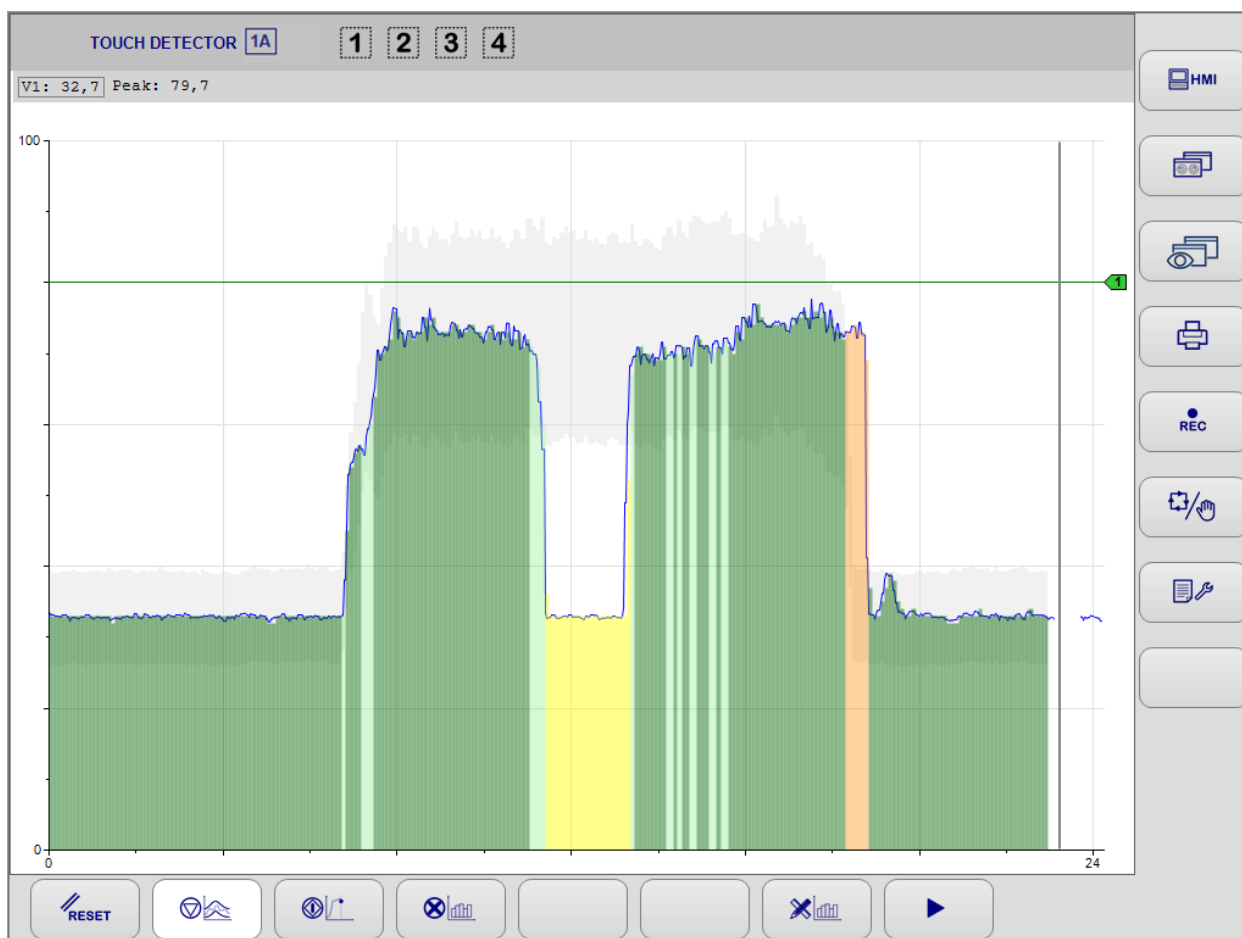 TOUCH DETECTOR 1A 1 2 3 4
V1: 32,7 Peak: 79,7
HMI
100
1
REC
0
0 24
RESET